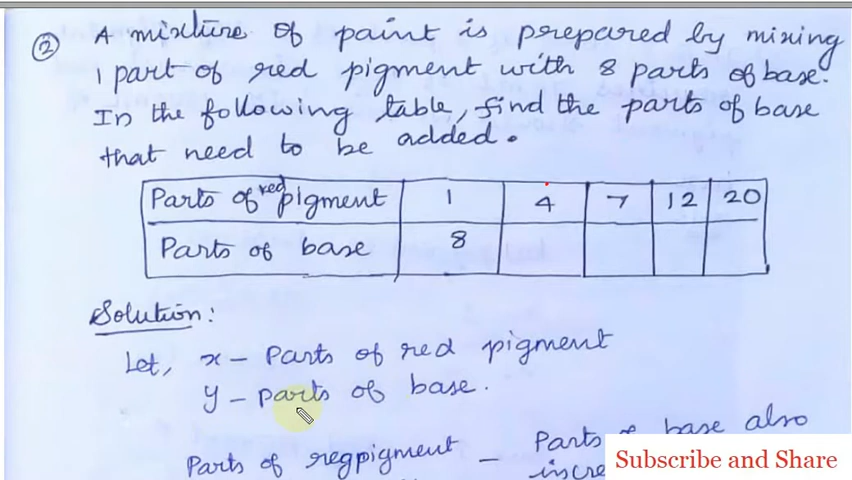 ② A mixture of paint is prepared by mixing
1 part of red pigment with 8 parts of base.
In the following table, find the parts of base
that need to be added.
Parts of red pigment 1 4 7 12 20
Parts of base 8
Solution:
Let, x - Parts of red pigment
y - parts of base.
Parts of regpigment - Parts of base also
Subscribe and Share